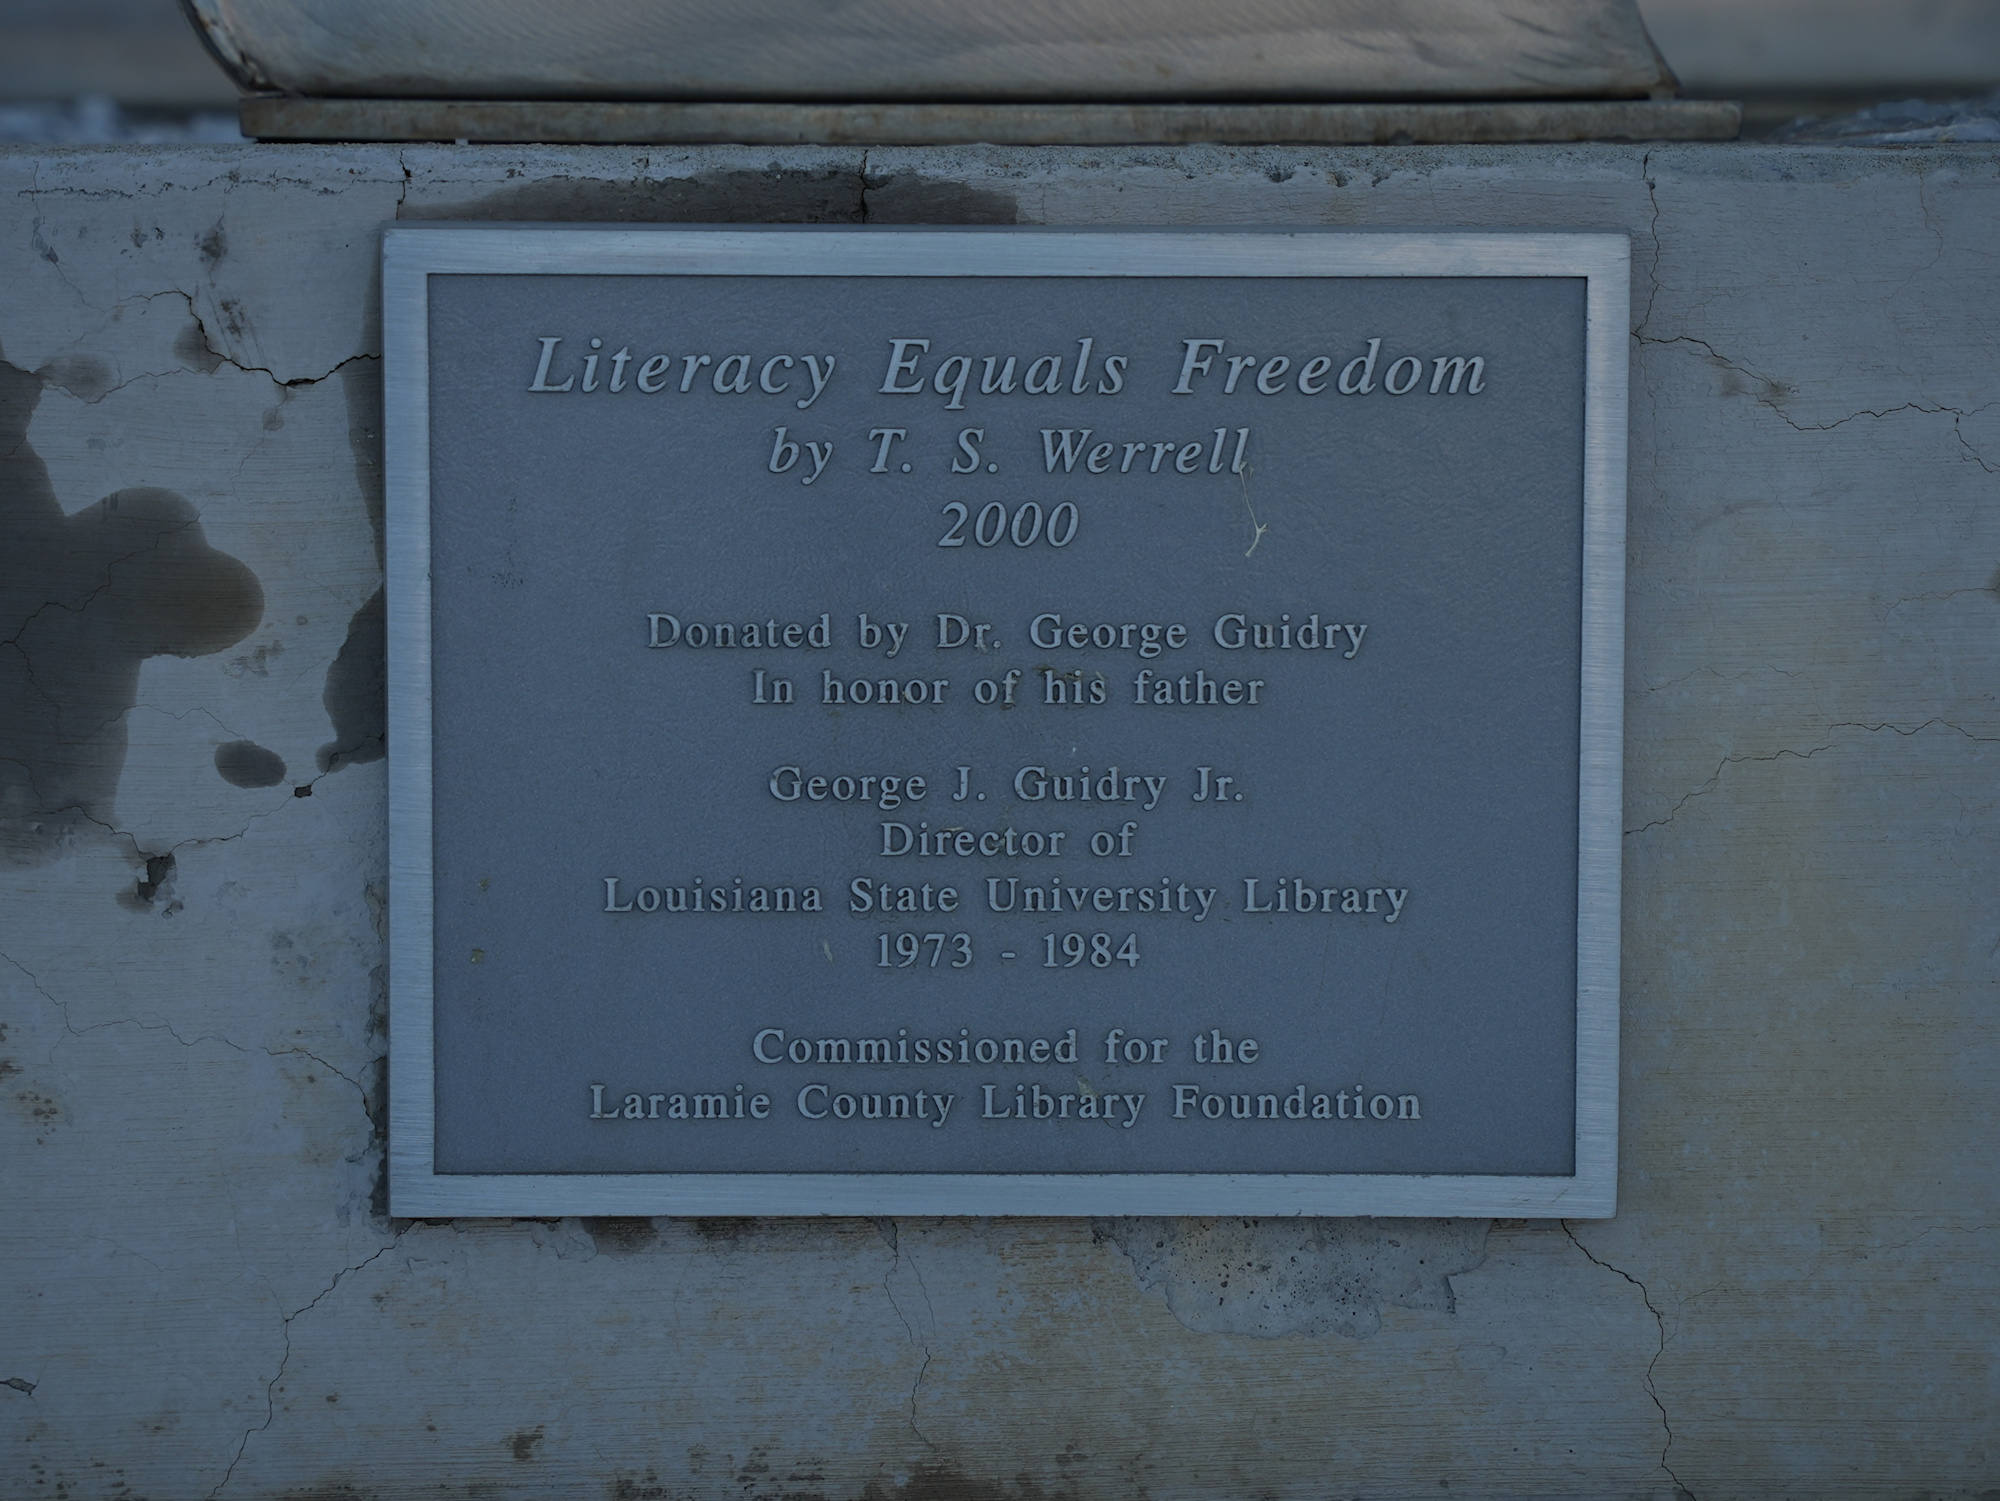 Literacy Equals Freedom
by T. S. Werrell
2000
Donated by Dr. George Guidry
In honor of his father
George J. Guidry Jr.
Director of
Louisiana State University Library
1973 - 1984
Commissioned for the
Laramie County Library Foundation